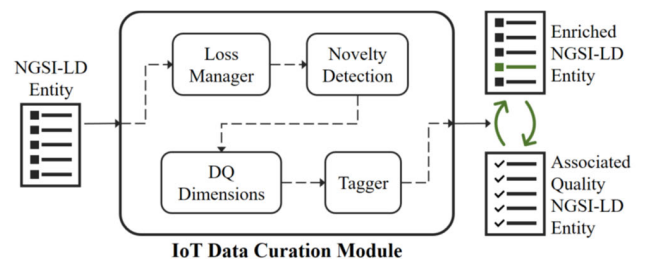 NGSI-LD
Entity
Loss
Manager
Novelty
Detection
DQ
Dimensions
Tagger
Enriched
NGSI-LD
Entity
Associated
Quality
NGSI-LD
Entity
IoT Data Curation Module